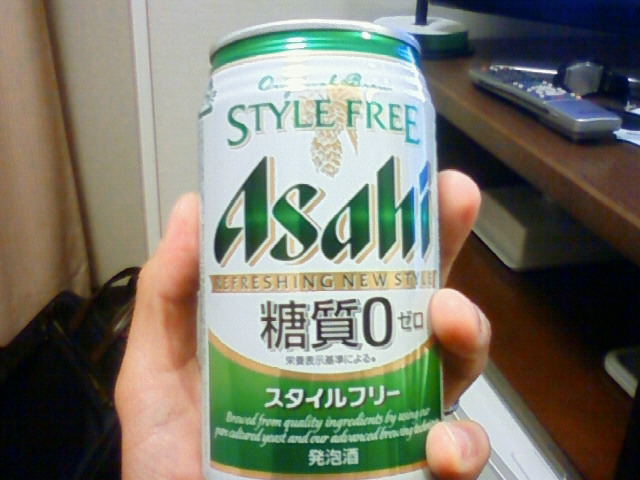 Original Brew
STYLE FREE
Asahi
REFRESHING NEW STYLE
糖質0ゼロ
栄養表示基準による。
スタイルフリー
Brewed from quality ingredients by using our
pure cultured yeast and our advanced brewing
発泡酒